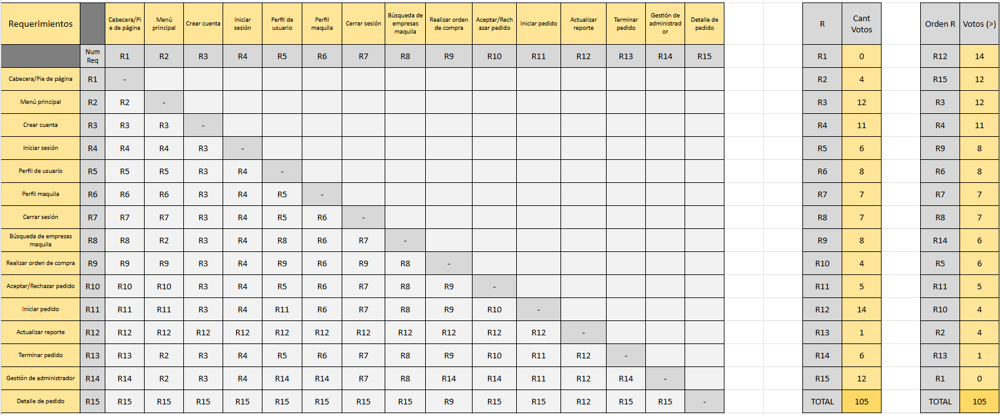 Requerimientos Cabecera/Pi e de página Menú principal Crear cuenta Iniciar sesión Perfil de usuario Perfil maquila Cerrar sesión Búsqueda de empresas maquila Realizar orden de compra Aceptar/Rech azar pedido Iniciar pedido Actualizar reporte Terminar pedido Gestión de administrad or Detalle de pedido R Cant Votos Orden R Votos (>)
Num Req R1 R2 R3 R4 R5 R6 R7 R8 R9 R10 R11 R12 R13 R14 R15 R1 0 R12 14
Cabecera/Pie de página R1 - R2 4 R15 12
Menú principal R2 R2 - R3 12 R3 12
Crear cuenta R3 R3 R3 - R4 11 R4 11
Iniciar sesión R4 R4 R4 R3 - R5 6 R9 8
Perfil de usuario R5 R5 R5 R3 R4 - R6 8 R6 8
Perfil maquila R6 R6 R6 R3 R4 R5 - R7 7 R7 7
Cerrar sesión R7 R7 R7 R3 R4 R5 R6 - R8 7 R8 7
Búsqueda de empresas maquila R8 R8 R2 R3 R4 R8 R6 R7 - R9 8 R14 6
Realizar orden de compra R9 R9 R9 R3 R4 R9 R6 R9 R8 - R10 4 R5 6
Aceptar/Rechazar pedido R10 R10 R10 R3 R4 R5 R6 R7 R8 R9 - R11 5 R11 5
Iniciar pedido R11 R11 R11 R3 R4 R11 R6 R7 R8 R9 R10 - R12 14 R10 4
Actualizar reporte R12 R12 R12 R12 R12 R12 R12 R12 R12 R12 R12 R12 - R13 1 R2 4
Terminar pedido R13 R13 R2 R3 R4 R5 R6 R7 R8 R9 R10 R11 R12 - R14 6 R13 1
Gestión de administrador R14 R14 R2 R3 R4 R14 R14 R7 R8 R14 R14 R11 R12 R14 - R15 12 R1 0
Detalle de pedido R15 R15 R15 R15 R15 R15 R15 R15 R15 R9 R15 R15 R12 R15 R15 - TOTAL 105 TOTAL 105